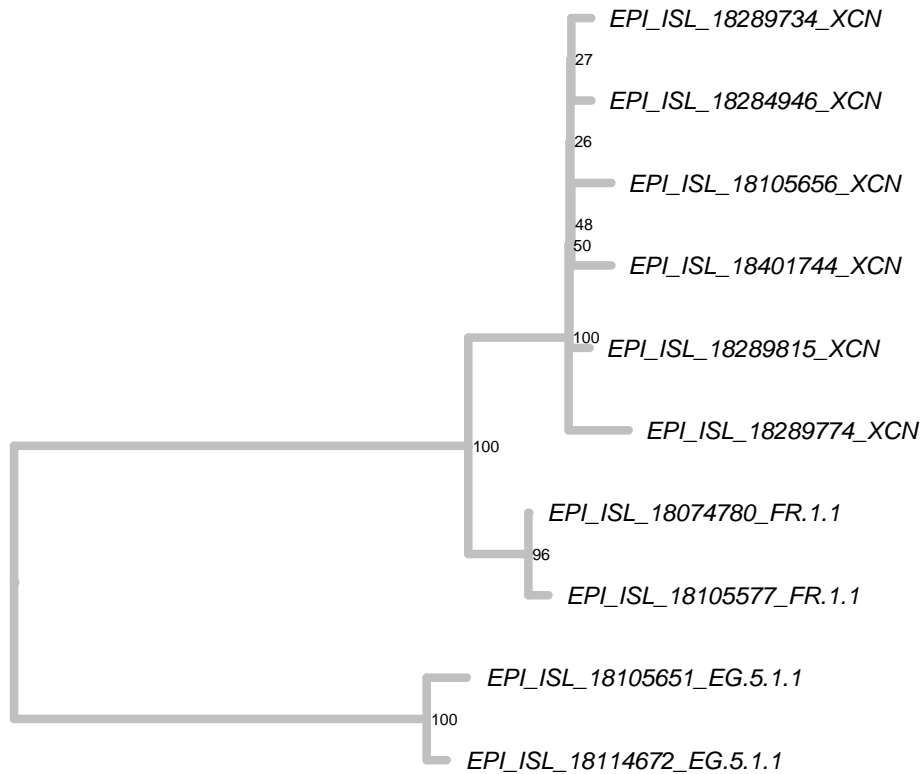 EPI_ISL_18289734_XCN
27
EPI_ISL_18284946_XCN
26
EPI_ISL_18105656_XCN
48
50
EPI_ISL_18401744_XCN
100
EPI_ISL_18289815_XCN
EPI_ISL_18289774_XCN
100
EPI_ISL_18074780_FR.1.1
96
EPI_ISL_18105577_FR.1.1
EPI_ISL_18105651_EG.5.1.1
100
EPI_ISL_18114672_EG.5.1.1